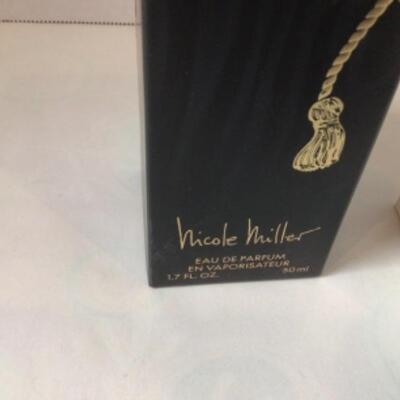 Nicole Miller
EAU DE PARFUM
EN VAPORISATEUR
1.7 FL. OZ. 50 ml